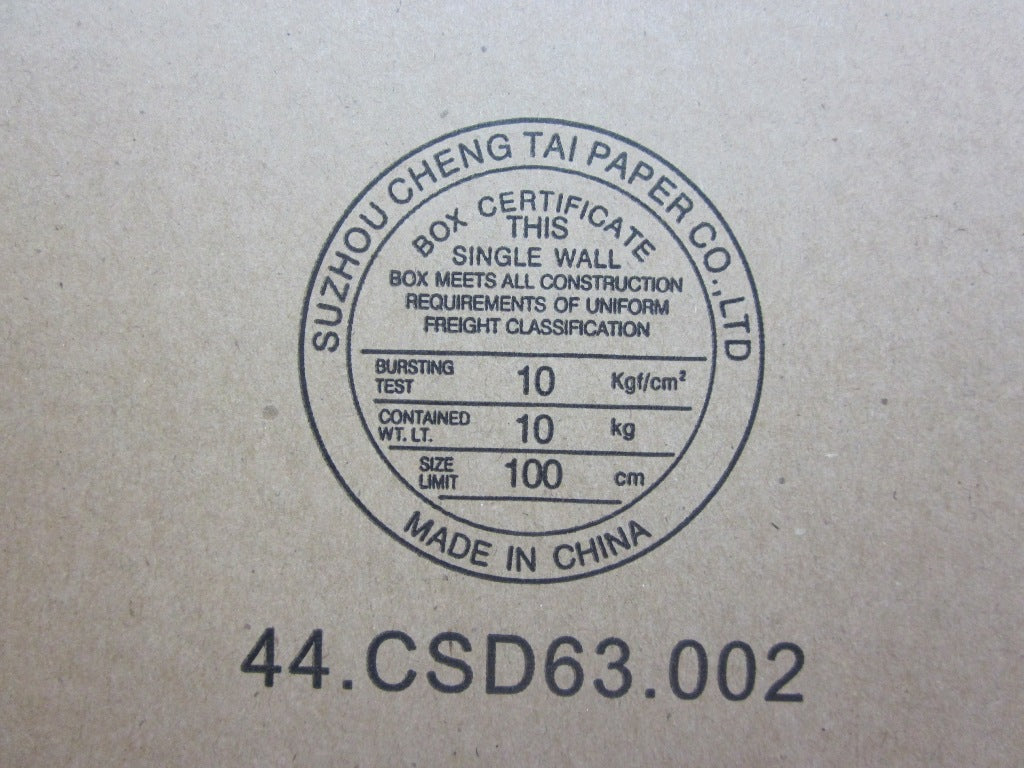 SUZHOU CHENG TAI PAPER CO.,LTD
BOX CERTIFICATE
THIS
SINGLE WALL
BOX MEETS ALL CONSTRUCTION
REQUIREMENTS OF UNIFORM
FREIGHT CLASSIFICATION
BURSTING TEST 10 Kgf/cm²
CONTAINED WT. LT. 10 kg
SIZE LIMIT 100 cm
MADE IN CHINA
44.CSD63.002